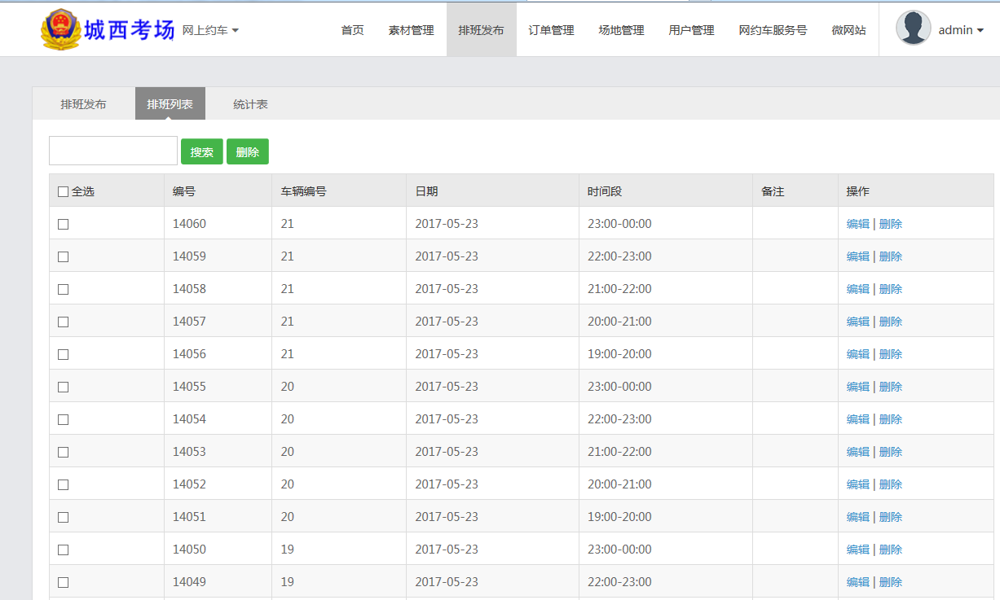 城西考场 网上约车 首页 素材管理 排班发布 订单管理 场地管理 用户管理 网约车服务号 微网站 admin
排班发布 排班列表 统计表
搜索 删除
全选 编号 车辆编号 日期 时间段 备注 操作
14060 21 2017-05-23 23:00-00:00 编辑 | 删除
14059 21 2017-05-23 22:00-23:00 编辑 | 删除
14058 21 2017-05-23 21:00-22:00 编辑 | 删除
14057 21 2017-05-23 20:00-21:00 编辑 | 删除
14056 21 2017-05-23 19:00-20:00 编辑 | 删除
14055 20 2017-05-23 23:00-00:00 编辑 | 删除
14054 20 2017-05-23 22:00-23:00 编辑 | 删除
14053 20 2017-05-23 21:00-22:00 编辑 | 删除
14052 20 2017-05-23 20:00-21:00 编辑 | 删除
14051 20 2017-05-23 19:00-20:00 编辑 | 删除
14050 19 2017-05-23 23:00-00:00 编辑 | 删除
14049 19 2017-05-23 22:00-23:00 编辑 | 删除